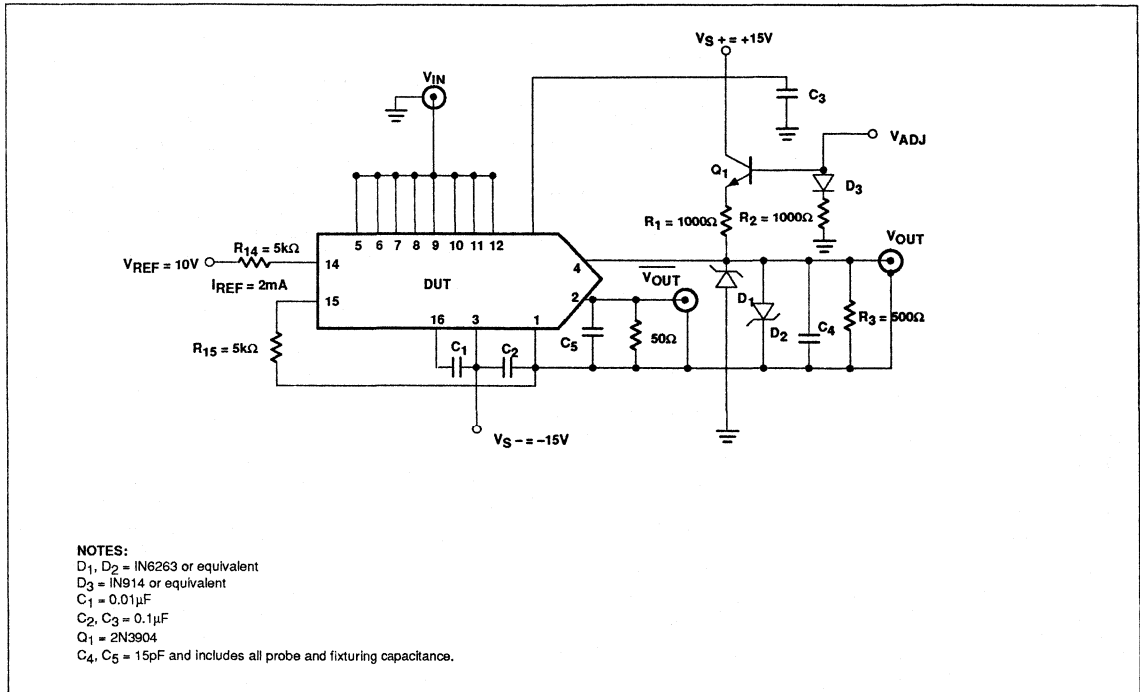 VS + = +15V
VIN
C3
VADJ
Q1
D3
R1 = 1000Ω
R2 = 1000Ω
5 6 7 8 9 10 11 12
VOUT
R14 = 5kΩ
VREF = 10V
14
4
IREF = 2mA
DUT
VOUT
2
D1
15
R3 = 500Ω
16 3 1
50Ω
D2
C4
C5
R15 = 5kΩ
C1
C2
VS – = –15V
NOTES:
D1, D2 = IN6263 or equivalent
D3 = IN914 or equivalent
C1 = 0.01µF
C2, C3 = 0.1µF
Q1 = 2N3904
C4, C5 = 15pF and includes all probe and fixturing capacitance.